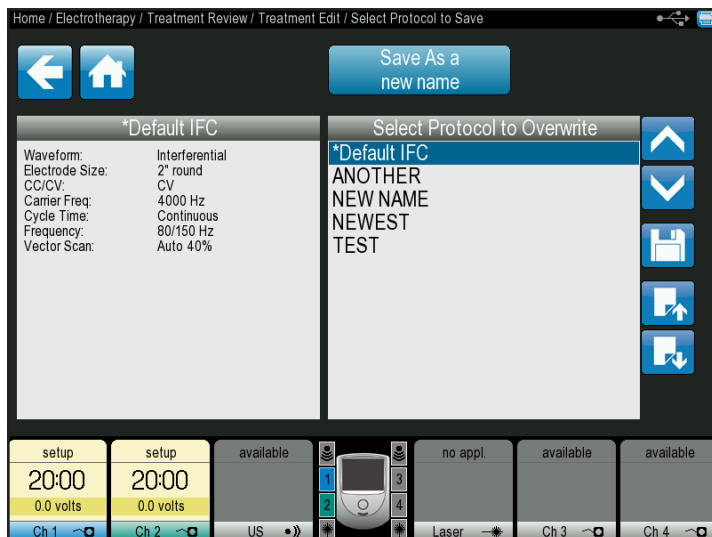 Home / Electrotherapy / Treatment Review / Treatment Edit / Select Protocol to Save
Save As a
new name
*Default IFC
Waveform: Interferential
Electrode Size: 2" round
CC/CV: CV
Carrier Freq: 4000 Hz
Cycle Time: Continuous
Frequency: 80/150 Hz
Vector Scan: Auto 40%
Select Protocol to Overwrite
*Default IFC
ANOTHER
NEW NAME
NEWEST
TEST
setup setup available no appl. available available
20:00 20:00 1 3
0.0 volts 0.0 volts 2 4
Ch 1 Ch 2 US Laser Ch 3 Ch 4